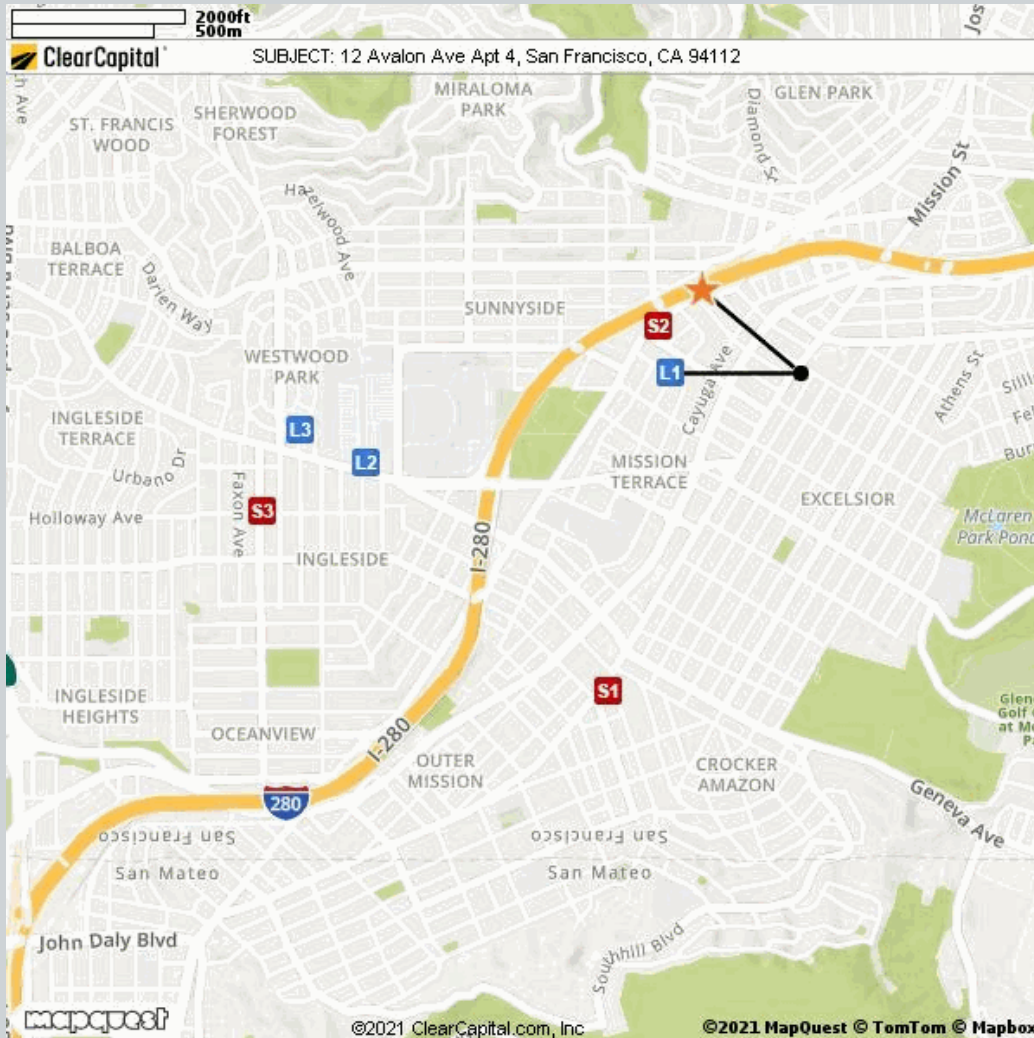 2000ft
500m
ClearCapital
SUBJECT: 12 Avalon Ave Apt 4, San Francisco, CA 94112
MIRALOMA
PARK
GLEN PARK
SHERWOOD
FOREST
ST. FRANCIS
WOOD
Diamond St
Mission St
Hazelwood Ave
BALBOA
TERRACE
Darien Way
SUNNYSIDE
S2
WESTWOOD
PARK
L1
Cayuga Ave
Athens St
INGLESIDE
TERRACE
L3
Urbano Dr
L2
MISSION
TERRACE
EXCELSIOR
Faxon Ave
S3
Holloway Ave
McLaren
Park Pond
I-280
INGLESIDE
S1
INGLESIDE
HEIGHTS
OCEANVIEW
I-280
OUTER
MISSION
CROCKER
AMAZON
Golf
280
Geneva Ave
San Francisco
San Francisco
San Mateo
San Mateo
John Daly Blvd
Southhill Blvd
mapquest
©2021 ClearCapital.com, Inc
©2021 MapQuest © TomTom © Mapbox